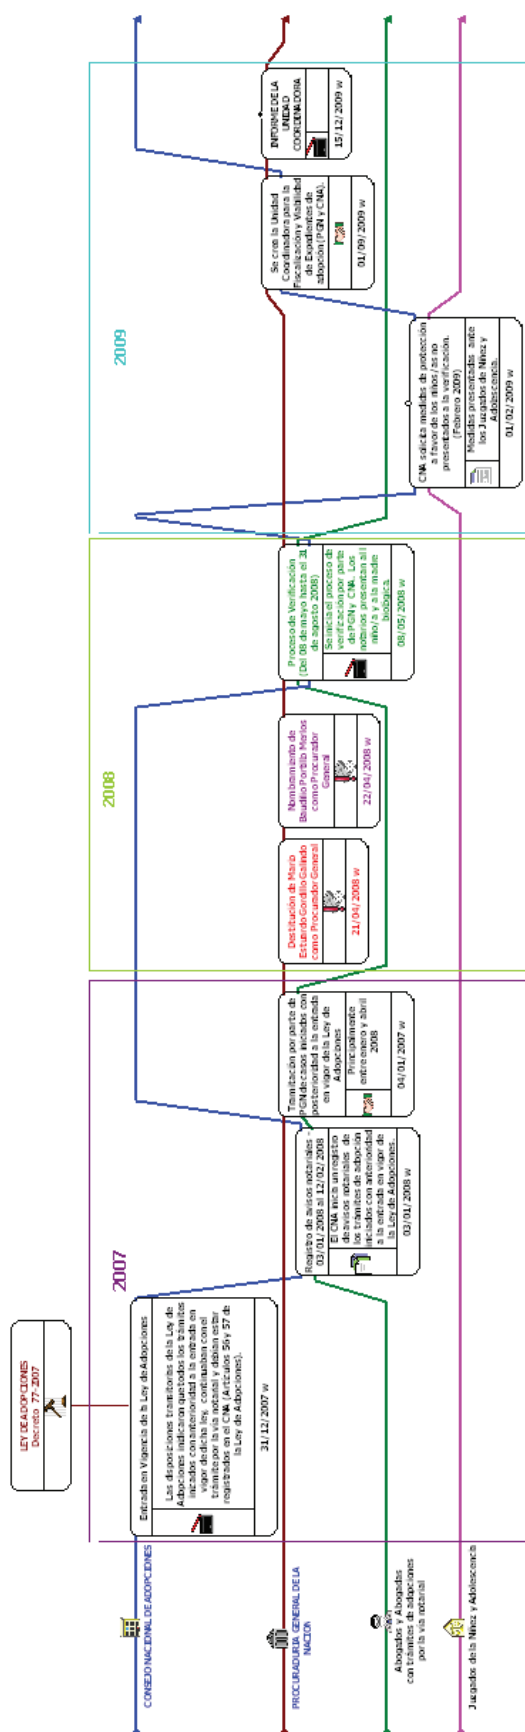 LEY DE ADOPCIONES
Decreto 77-2007
2007
2008
2009
CONSEJO NACIONAL DE ADOPCIONES
PROCURADURIA GENERAL DE LA
NACION
Abogados y Abogadas
con trámites de adopciones
por la vía notarial
Juzgados de la Niñez y Adolescencia
Entrada en Vigencia de la Ley de Adopciones
Las disposiciones transitorias de la Ley de
Adopciones indicaron que todos los trámites
iniciados con anterioridad a la entrada en
vigor de dicha ley, continuaban con el
trámite por la vía notarial y debían estar
registrados en el CNA (Artículos 56 y 57 de
la Ley de Adopciones).
31/12/2007 w
Registro de avisos notariales -
03/01/2008 al 12/02/2008
El CNA inicia un registro
de avisos notariales de
los trámites de adopción
iniciados con anterioridad
a la entrada en vigor de
la Ley de Adopciones.
03/01/2008 w
Tramitación por parte de
PGN de casos iniciados con
posterioridad a la entrada
en vigor de la Ley de
Adopciones
Principalmente
entre enero y abril
2008
04/01/2007 w
Destitución de Mario
Estuardo Gordillo Galindo
como Procurador General
21/04/2008 w
Nombramiento de
Baudilio Portillo Merlos
como Procurador
General
22/04/2008 w
Proceso de Verificación
(Del 08 de mayo hasta el 31
de agosto 2008)
Se inicia el proceso de
verificación por parte
de PGN y CNA. Los
notarios presentan al
niño/a y a la madre
biológica.
08/05/2008 w
CNA solicita medidas de protección
a favor de los niños/as no
presentados a la verificación.
(Febrero 2009)
Medidas presentadas ante
los Juzgados de Niñez y
Adolescencia.
01/02/2009 w
Se crea la Unidad
Coordinadora para la
Fiscalización y Viabilidad
de Expedientes de
adopción (PGN y CNA).
01/09/2009 w
INFORME DE LA
UNIDAD
COORDINADORA
15/12/2009 w